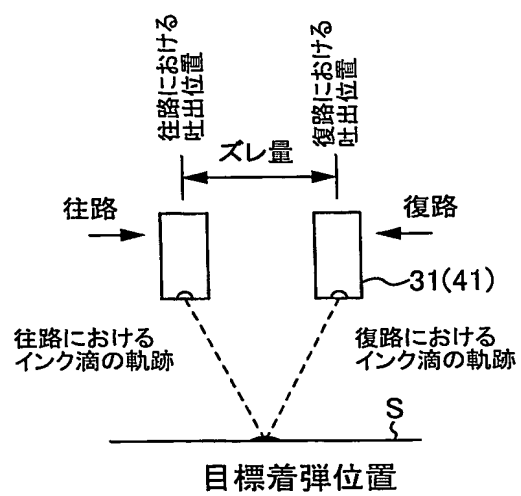 往路における
吐出位置
復路における
吐出位置
ズレ量
往路
復路
31(41)
往路における
インク滴の軌跡
復路における
インク滴の軌跡
S
目標着弾位置